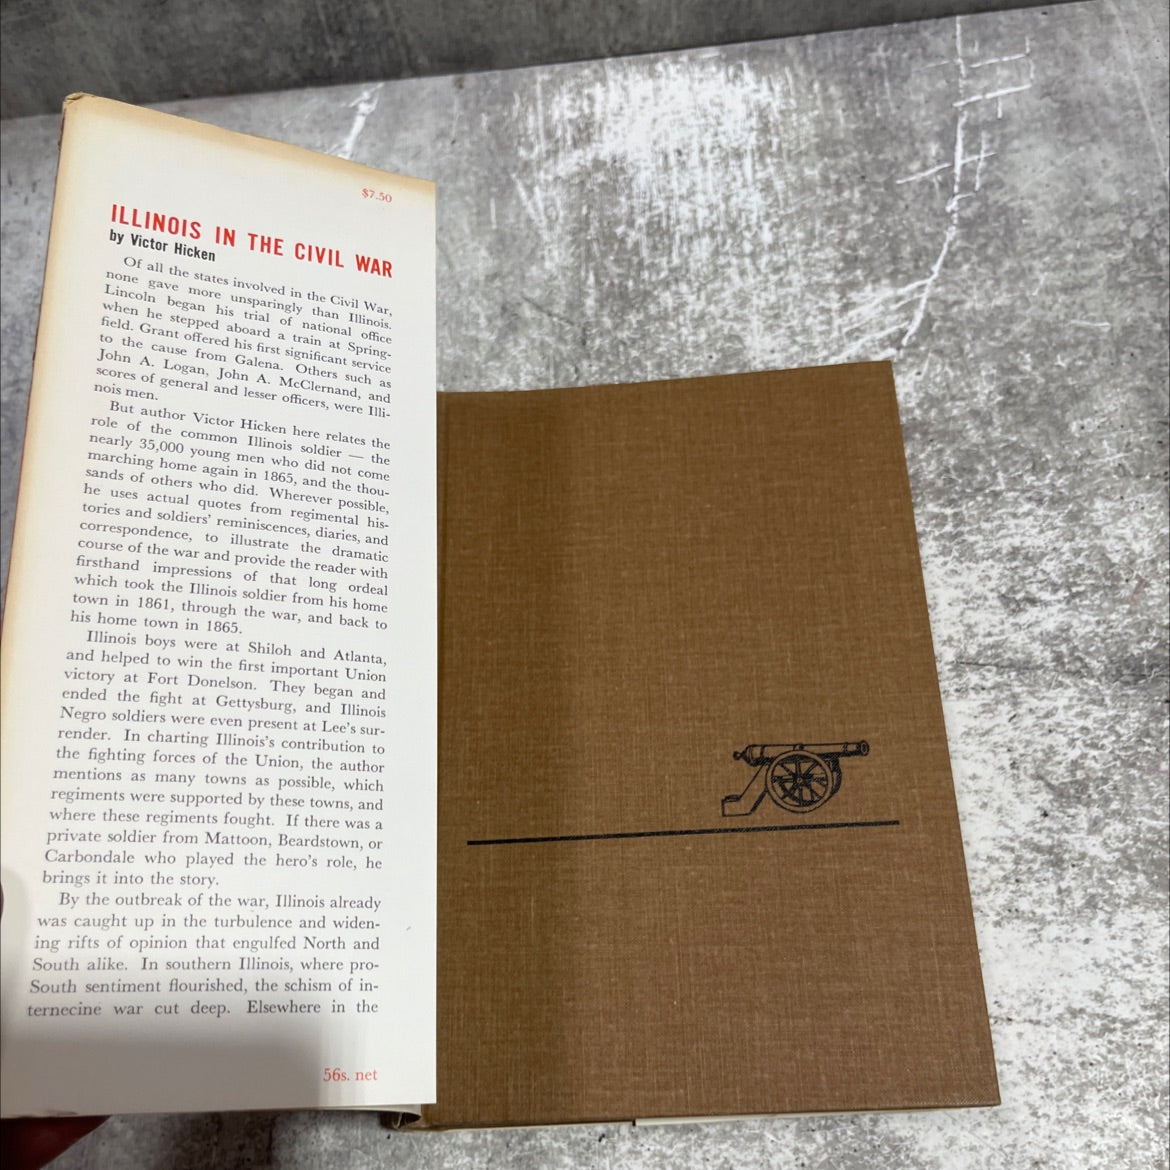 $7.50
ILLINOIS IN THE CIVIL WAR
by Victor Hicken
Of all the states involved in the Civil War,
none gave more unsparingly than Illinois.
Lincoln began his trial of national office
when he stepped aboard a train at Spring-
field. Grant offered his first significant service
to the cause from Galena. Others such as
John A. Logan, John A. McClernand, and
scores of general and lesser officers, were Illi-
nois men.
But author Victor Hicken here relates the
role of the common Illinois soldier — the
nearly 35,000 young men who did not come
marching home again in 1865, and the thou-
sands of others who did. Wherever possible,
he uses actual quotes from regimental his-
tories and soldiers' reminiscences, diaries, and
correspondence, to illustrate the dramatic
course of the war and provide the reader with
firsthand impressions of that long ordeal
which took the Illinois soldier from his home
town in 1861, through the war, and back to
his home town in 1865.
Illinois boys were at Shiloh and Atlanta,
and helped to win the first important Union
victory at Fort Donelson. They began and
ended the fight at Gettysburg, and Illinois
Negro soldiers were even present at Lee's sur-
render. In charting Illinois's contribution to
the fighting forces of the Union, the author
mentions as many towns as possible, which
regiments were supported by these towns, and
where these regiments fought. If there was a
private soldier from Mattoon, Beardstown, or
Carbondale who played the hero's role, he
brings it into the story.
By the outbreak of the war, Illinois already
was caught up in the turbulence and widen-
ing rifts of opinion that engulfed North and
South alike. In southern Illinois, where pro-
South sentiment flourished, the schism of in-
ternecine war cut deep. Elsewhere in the
56s. net